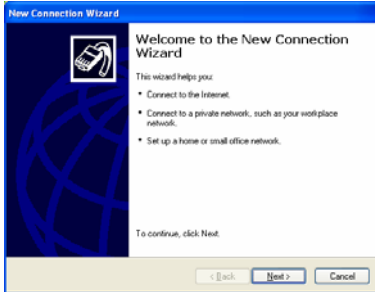 New Connection Wizard
Welcome to the New Connection
Wizard
This wizard helps you:
• Connect to the Internet.
• Connect to a private network, such as your workplace
network.
• Set up a home or small office network.
To continue, click Next.
< Back
Next >
Cancel